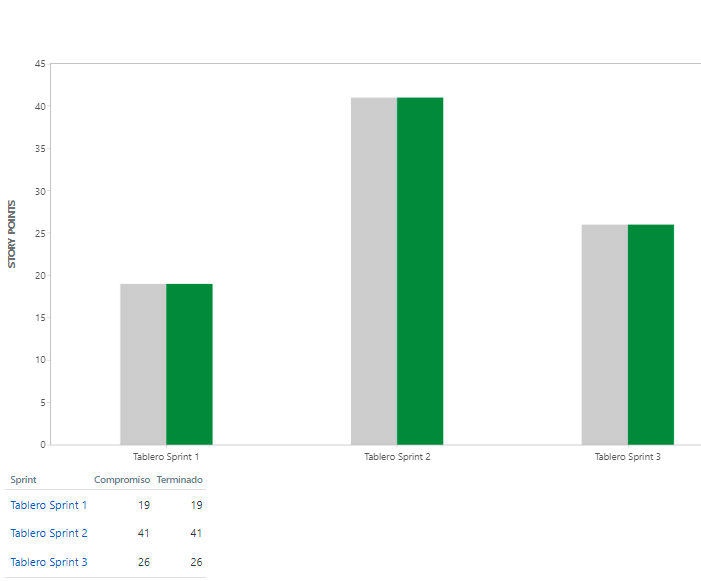 45
40
35
30
25
20
15
10
5
0
STORY POINTS
Tablero Sprint 1 Tablero Sprint 2 Tablero Sprint 3
Sprint Compromiso Terminado
Tablero Sprint 1 19 19
Tablero Sprint 2 41 41
Tablero Sprint 3 26 26